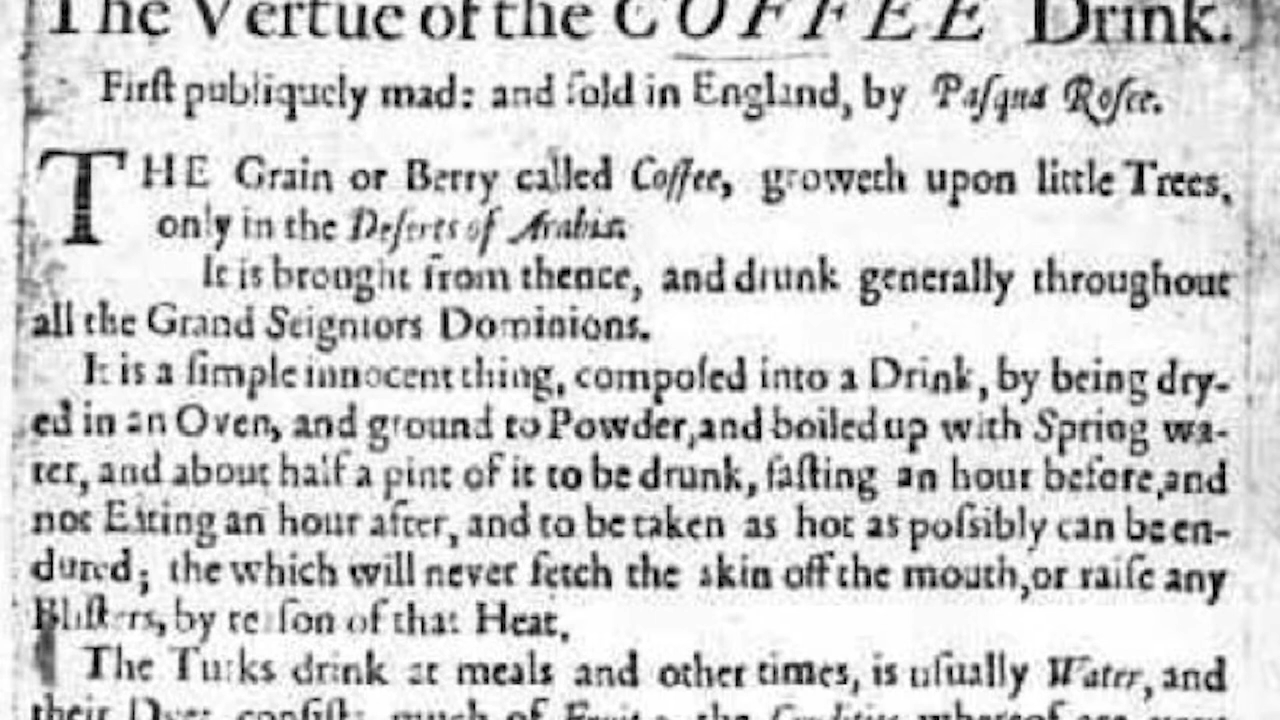 The Vertue of the COFFEE Drink.
Firſt publiquely made and ſold in England, by Paſqua Roſee.
THE Grain or Berry called Coffee, groweth upon little Trees,
only in the Deſerts of Arabia.
It is brought from thence, and drunk generally throughout
all the Grand Seigniors Dominions.
It is a ſimple innocent thing, compoſed into a Drink, by being dry-
ed in an Oven, and ground to Powder, and boiled up with Spring wa-
ter, and about half a pint of it to be drunk, faſting an hour before, and
not Eating an hour after, and to be taken as hot as poſſibly can be en-
dured; the which will never fetch the skin off the mouth, or raiſe any
Bliſters, by reaſon of that Heat.
The Turks drink at meals and other times, is uſually Water, and
their Dyet conſiſts much of Fruit